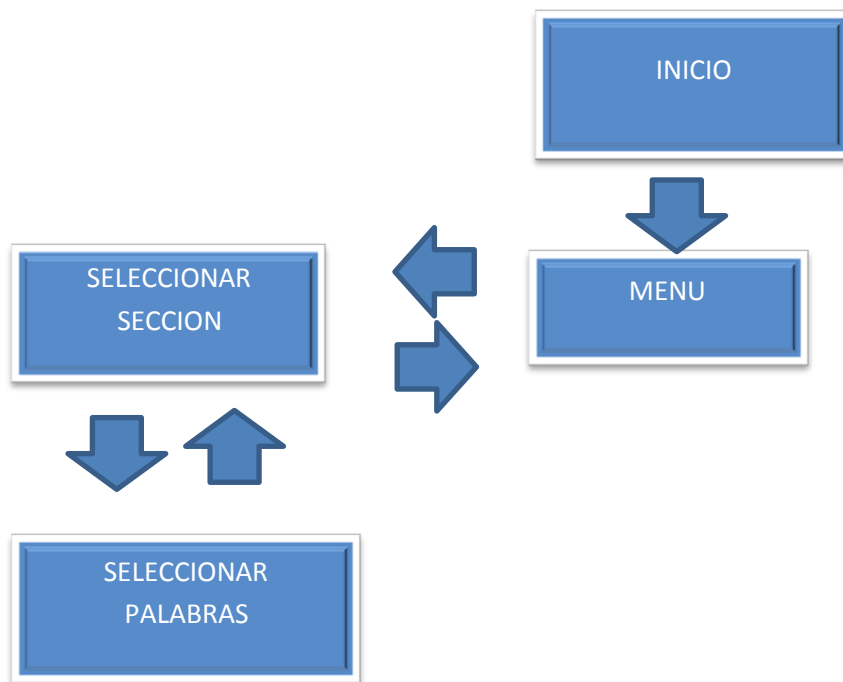 INICIO
MENU
SELECCIONAR
SECCION
SELECCIONAR
PALABRAS